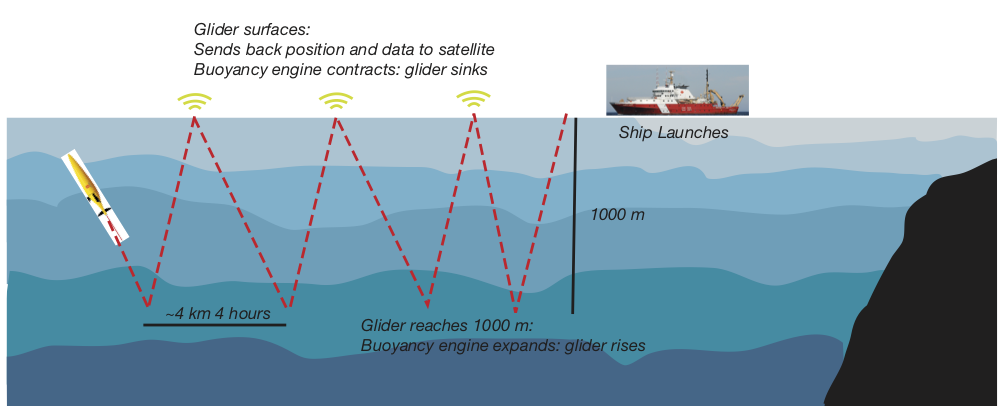 Glider surfaces:
Sends back position and data to satellite
Buoyancy engine contracts: glider sinks
Ship Launches
1000 m
~4 km 4 hours
Glider reaches 1000 m:
Buoyancy engine expands: glider rises